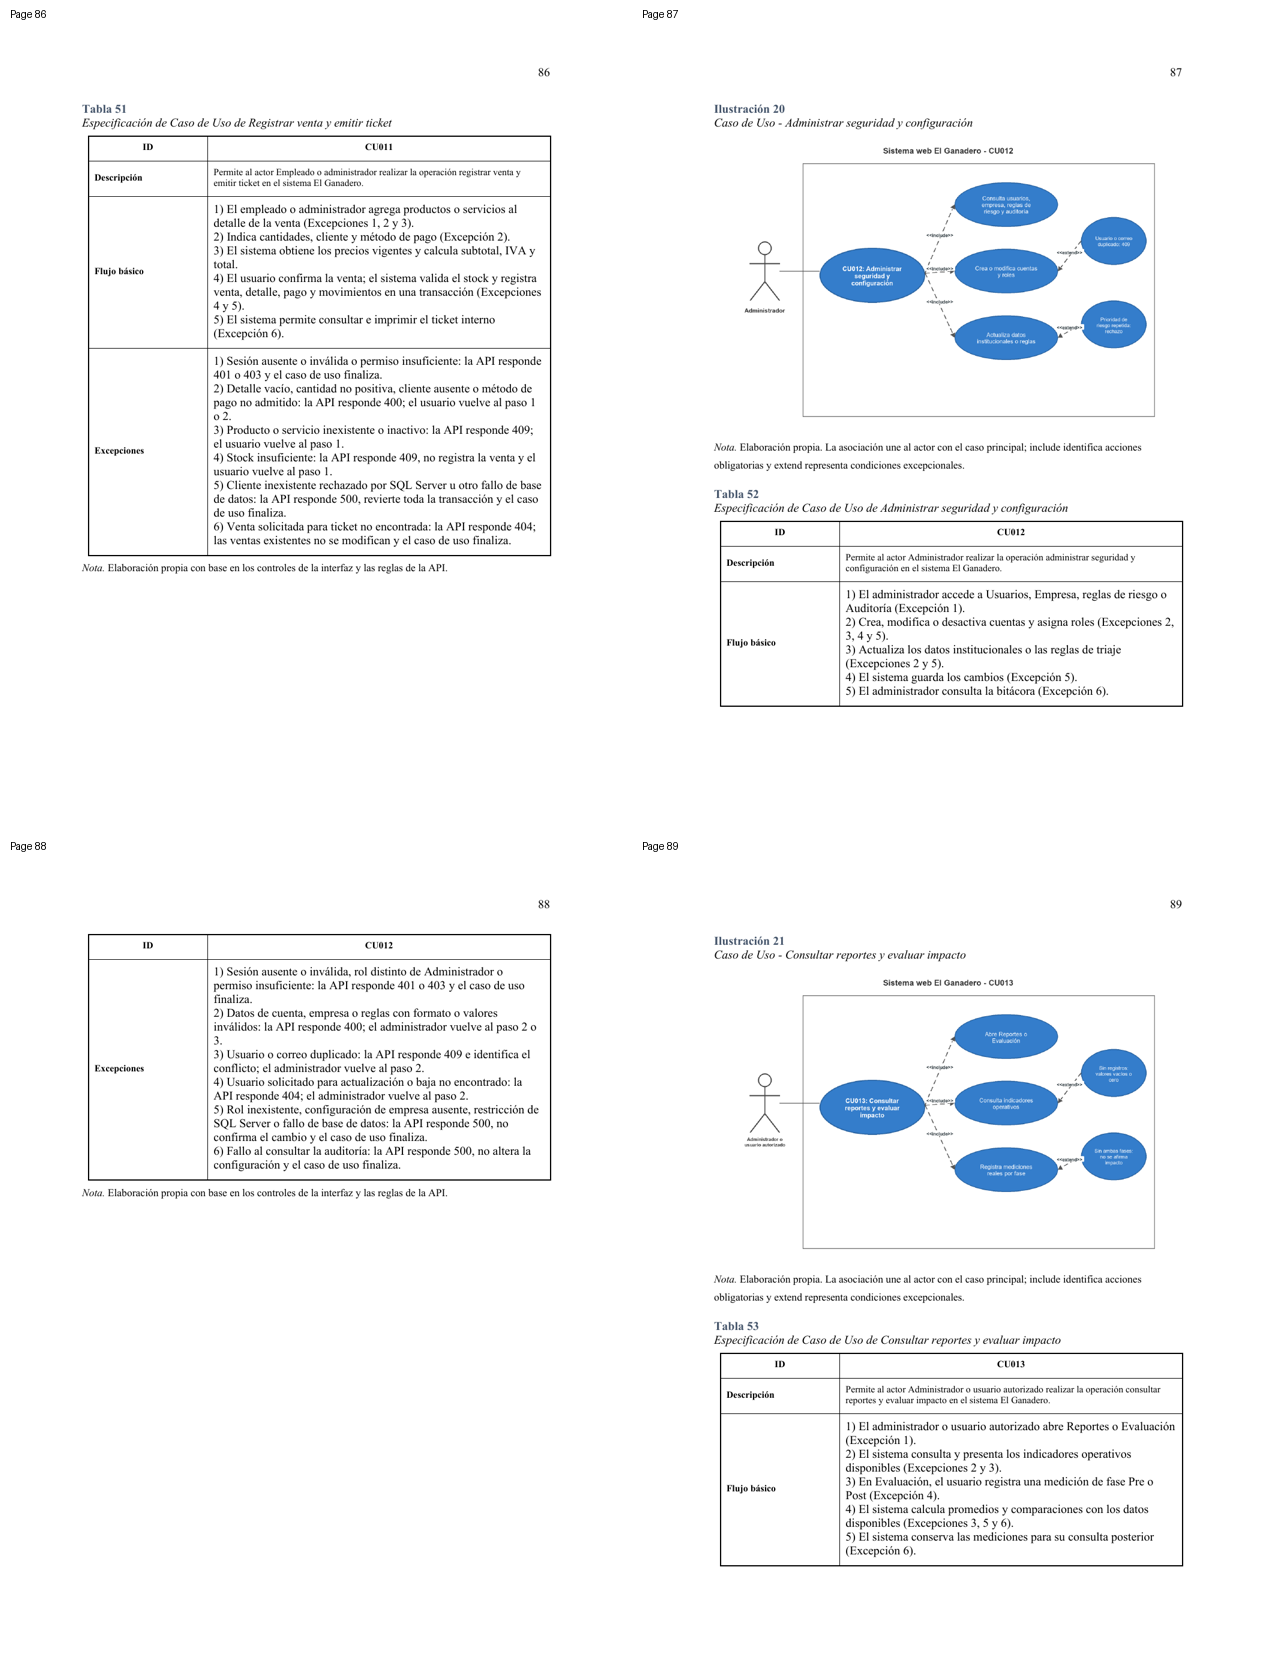 Page 86
86
Tabla 51
Especificación de Caso de Uso de Registrar venta y emitir ticket
ID
CU011
Descripción
Permite al actor Empleado o administrador realizar la operación registrar venta y
emitir ticket en el sistema El Ganadero.
Flujo básico
1) El empleado o administrador agrega productos o servicios al
detalle de la venta (Excepciones 1, 2 y 3).
2) Indica cantidades, cliente y método de pago (Excepción 2).
3) El sistema obtiene los precios vigentes y calcula subtotal, IVA y
total.
4) El usuario confirma la venta; el sistema valida el stock y registra
venta, detalle, pago y movimientos en una transacción (Excepciones
4 y 5).
5) El sistema permite consultar e imprimir el ticket interno
(Excepción 6).
Excepciones
1) Sesión ausente o inválida o permiso insuficiente: la API responde
401 o 403 y el caso de uso finaliza.
2) Detalle vacío, cantidad no positiva, cliente ausente o método de
pago no admitido: la API responde 400; el usuario vuelve al paso 1
o 2.
3) Producto o servicio inexistente o inactivo: la API responde 409;
el usuario vuelve al paso 1.
4) Stock insuficiente: la API responde 409, no registra la venta y el
usuario vuelve al paso 1.
5) Cliente inexistente rechazado por SQL Server u otro fallo de base
de datos: la API responde 500, revierte toda la transacción y el caso
de uso finaliza.
6) Venta solicitada para ticket no encontrada: la API responde 404;
las ventas existentes no se modifican y el caso de uso finaliza.
Nota. Elaboración propia con base en los controles de la interfaz y las reglas de la API.
Page 87
87
Ilustración 20
Caso de Uso - Administrar seguridad y configuración
Sistema web El Ganadero - CU012
Administrador
CU012: Administrar
seguridad y
configuración
<<include>>
<<include>>
<<include>>
Consulta usuarios,
empresa, reglas de
riesgo y auditoría
Crea o modifica cuentas
y roles
Actualiza datos
institucionales o reglas
<<extend>>
<<extend>>
Usuario o correo
duplicado: 409
Prioridad de
riesgo repetida:
rechazo
Nota. Elaboración propia. La asociación une al actor con el caso principal; include identifica acciones
obligatorias y extend representa condiciones excepcionales.
Tabla 52
Especificación de Caso de Uso de Administrar seguridad y configuración
ID
CU012
Descripción
Permite al actor Administrador realizar la operación administrar seguridad y
configuración en el sistema El Ganadero.
Flujo básico
1) El administrador accede a Usuarios, Empresa, reglas de riesgo o
Auditoría (Excepción 1).
2) Crea, modifica o desactiva cuentas y asigna roles (Excepciones 2,
3, 4 y 5).
3) Actualiza los datos institucionales o las reglas de triaje
(Excepciones 2 y 5).
4) El sistema guarda los cambios (Excepción 5).
5) El administrador consulta la bitácora (Excepción 6).
Page 88
88
ID
CU012
Excepciones
1) Sesión ausente o inválida, rol distinto de Administrador o
permiso insuficiente: la API responde 401 o 403 y el caso de uso
finaliza.
2) Datos de cuenta, empresa o reglas con formato o valores
inválidos: la API responde 400; el administrador vuelve al paso 2 o
3.
3) Usuario o correo duplicado: la API responde 409 e identifica el
conflicto; el administrador vuelve al paso 2.
4) Usuario solicitado para actualización o baja no encontrado: la
API responde 404; el administrador vuelve al paso 2.
5) Rol inexistente, configuración de empresa ausente, restricción de
SQL Server o fallo de base de datos: la API responde 500, no
confirma el cambio y el caso de uso finaliza.
6) Fallo al consultar la auditoría: la API responde 500, no altera la
configuración y el caso de uso finaliza.
Nota. Elaboración propia con base en los controles de la interfaz y las reglas de la API.
Page 89
89
Ilustración 21
Caso de Uso - Consultar reportes y evaluar impacto
Sistema web El Ganadero - CU013
Administrador o
usuario autorizado
CU013: Consultar
reportes y evaluar
impacto
<<include>>
<<include>>
<<include>>
Abre Reportes o
Evaluación
Consulta indicadores
operativos
Registra mediciones
reales por fase
<<extend>>
<<extend>>
Sin registros:
valores vacíos o
cero
Sin ambas fases:
no se afirma
impacto
Nota. Elaboración propia. La asociación une al actor con el caso principal; include identifica acciones
obligatorias y extend representa condiciones excepcionales.
Tabla 53
Especificación de Caso de Uso de Consultar reportes y evaluar impacto
ID
CU013
Descripción
Permite al actor Administrador o usuario autorizado realizar la operación consultar
reportes y evaluar impacto en el sistema El Ganadero.
Flujo básico
1) El administrador o usuario autorizado abre Reportes o Evaluación
(Excepción 1).
2) El sistema consulta y presenta los indicadores operativos
disponibles (Excepciones 2 y 3).
3) En Evaluación, el usuario registra una medición de fase Pre o
Post (Excepción 4).
4) El sistema calcula promedios y comparaciones con los datos
disponibles (Excepciones 3, 5 y 6).
5) El sistema conserva las mediciones para su consulta posterior
(Excepción 6).